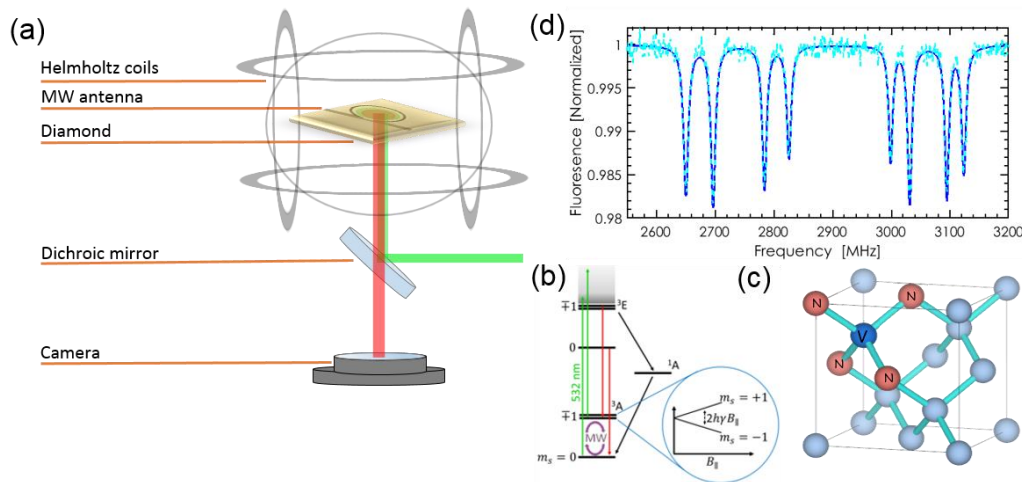 (a)
Helmholtz coils
MW antenna
Diamond
Dichroic mirror
Camera
(d)
Fluoresence [Normalized]
1
0.995
0.99
0.985
0.98
2600 2700 2800 2900 3000 3100 3200
Frequency [MHz]
(b)
∓1
³E
0
¹A
532 nm
³A
∓1
MW
m_s = 0
m_s = +1
2hγB_∥
m_s = −1
B_∥
(c)
N
N
V
N
N